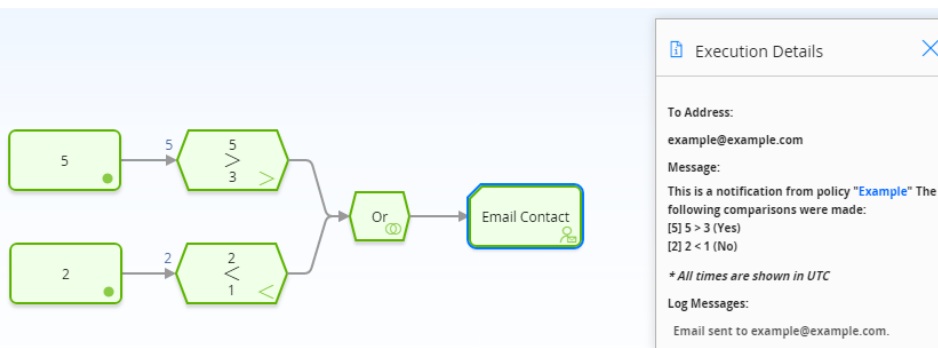 5
5
5
>
3
>
Or
Email Contact
2
2
2
<
1
<
Execution Details
To Address:
example@example.com
Message:
This is a notification from policy "Example" The
following comparisons were made:
[5] 5 > 3 (Yes)
[2] 2 < 1 (No)
* All times are shown in UTC
Log Messages:
Email sent to example@example.com.